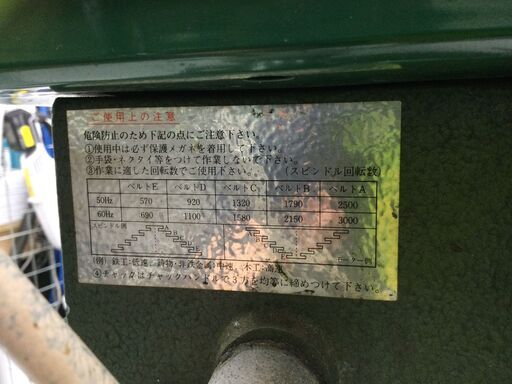 ご使用上の注意
危険防止のため下記の点にご注意下さい。
①使用中は必ず保護メガネを着用して下さい。
②手袋・ネクタイ等をつけて作業しないで下さい。
③作業に適した回転数でご使用下さい。 (スピンドル回転数)
ベルトE ベルトD ベルトC ベルトB ベルトA
50Hz 570 920 1320 1790 2500
60Hz 690 1100 1580 2150 3000
スピンドル側
モーター側
(例) 鉄工:低速 鋳物・非鉄金属:中速 木工:高速
④チャックはチャックハンドルで3方を均等に締めつけて下さい。